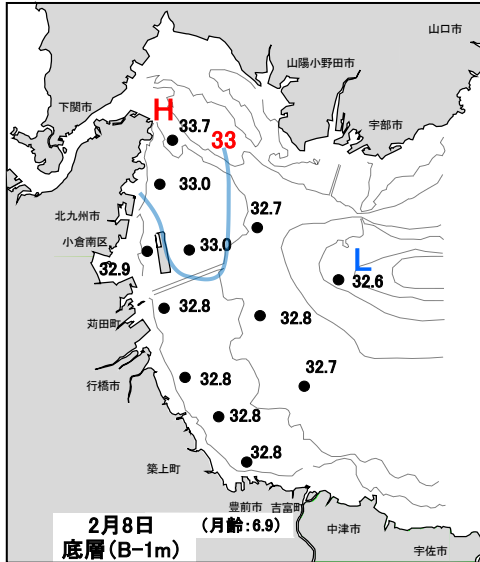 山口市
山陽小野田市
下関市
H
宇部市
33.7
33
33.0
32.7
北九州市
小倉南区
33.0
L
32.9
32.6
32.8
32.8
苅田町
32.7
行橋市
32.8
32.8
32.8
築上町
豊前市 吉富町
2月8日 (月齢:6.9)
中津市
底層(B-1m)
宇佐市